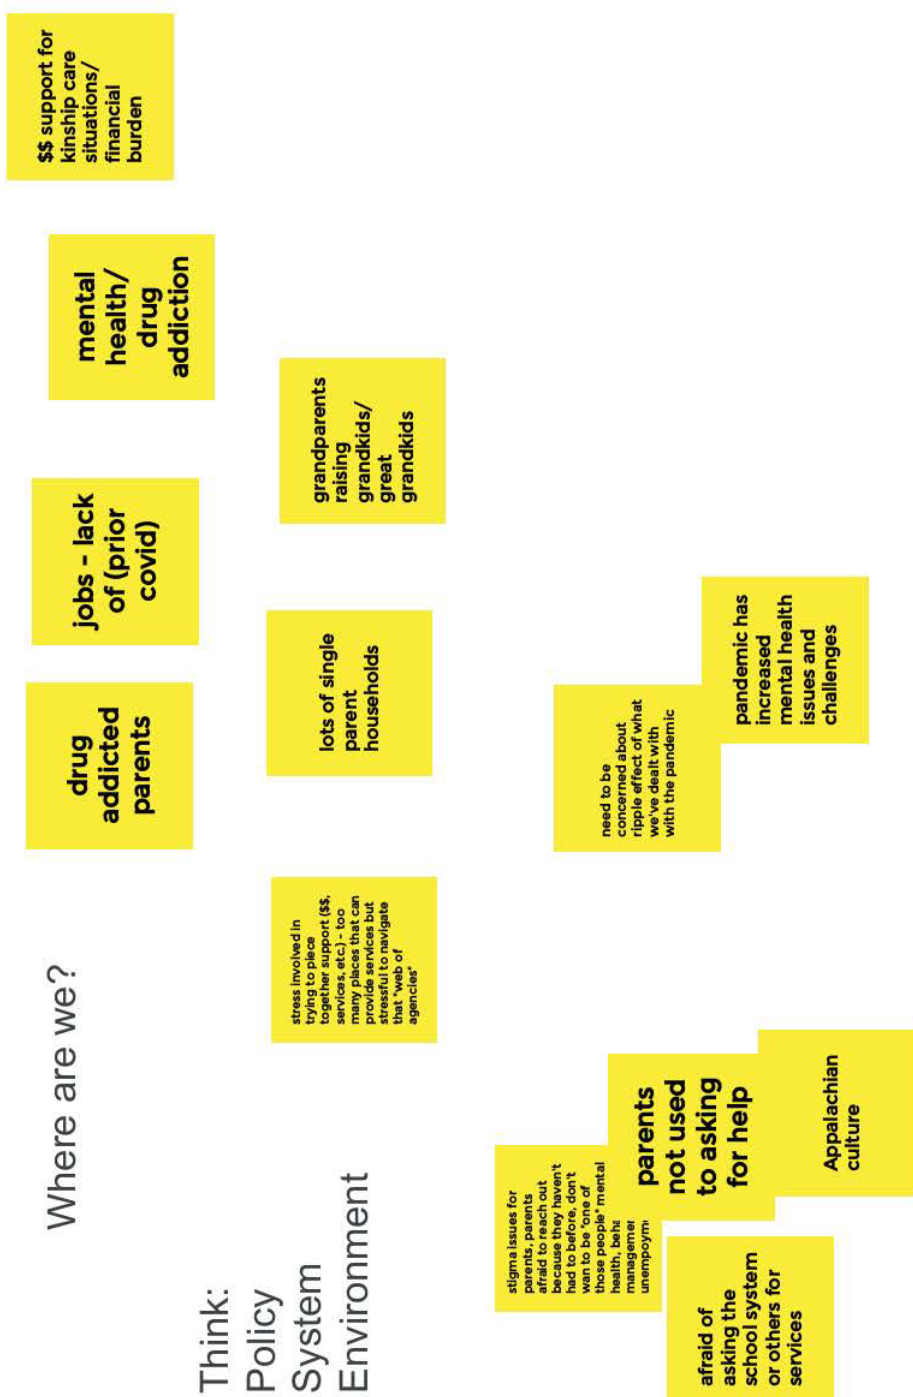 Where are we?
Think:
Policy
System
Environment
drug
addicted
parents
jobs - lack
of (prior
covid)
mental
health/
drug
addiction
$$ support for
kinship care
situations/
financial
burden
stress involved in
trying to piece
together support ($$,
services, etc.) - too
many places that can
provide services but
stressful to navigate
that "web of
agencies"
lots of single
parent
households
grandparents
raising
grandkids/
great
grandkids
stigma issues for
parents, parents
afraid to reach out
because they haven't
had to before, don't
wan to be "one of
those people" mental
health,
unempoym
parents
not used
to asking
for help
afraid of
asking the
school system
or others for
services
Appalachian
culture
need to be
concerned about
ripple effect of what
we've dealt with
with the pandemic
pandemic has
increased
mental health
issues and
challenges